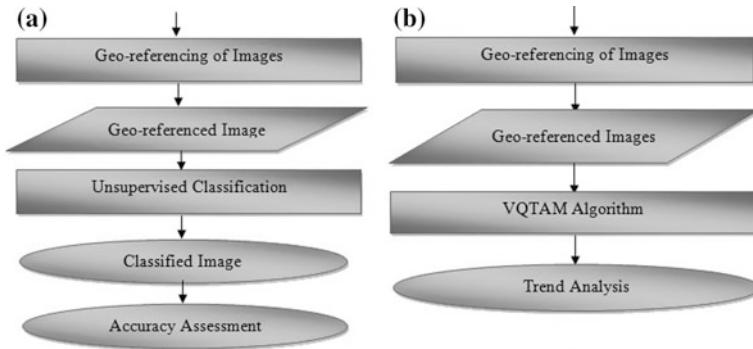 (a)
Geo-referencing of Images
Geo-referenced Image
Unsupervised Classification
Classified Image
Accuracy Assessment
(b)
Geo-referencing of Images
Geo-referenced Images
VQTAM Algorithm
Trend Analysis